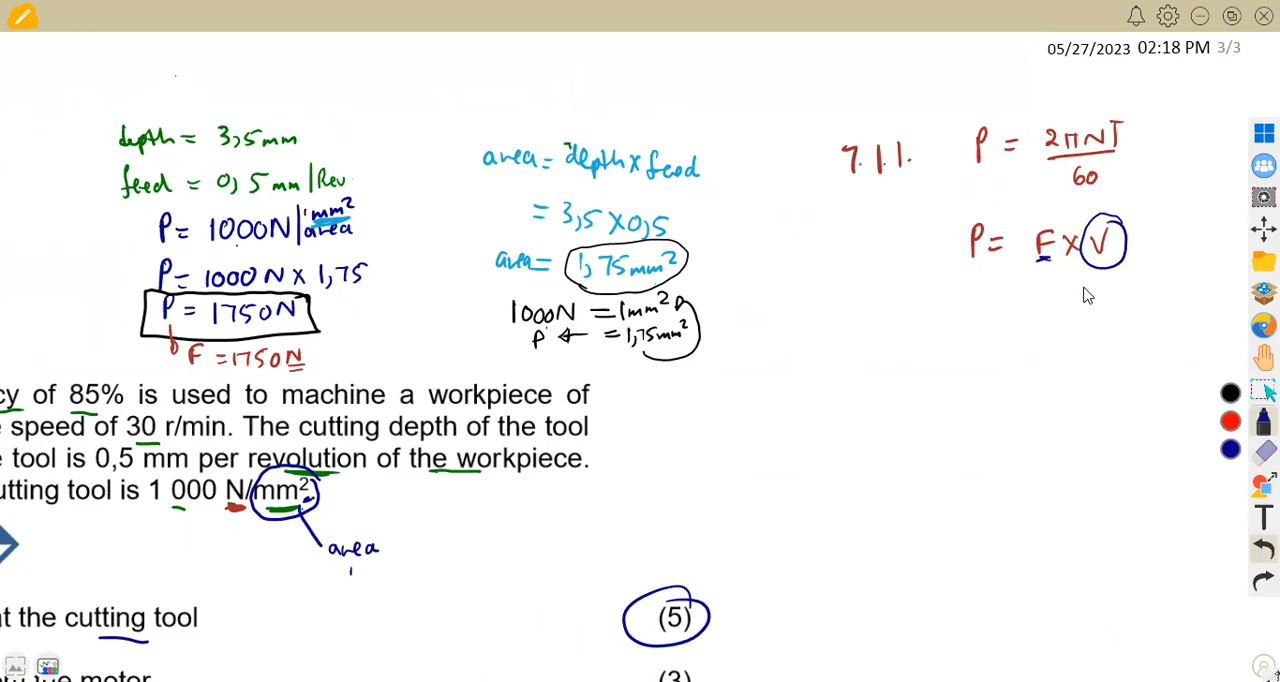 05/27/2023 02:18 PM 3/3
depth = 3,5mm
feed = 0,5 mm/Rev
P = 1000N/mm²
area
P = 1000 N x 1,75
P = 1750N
F = 1750N
area = depth x feed
= 3,5 x 0,5
area = 1,75mm²
1000N = 1mm²
P ← = 1,75mm²
7.1.1. P = 2πNT
60
P = F x V
cy of 85% is used to machine a workpiece of
speed of 30 r/min. The cutting depth of the tool
e tool is 0,5 mm per revolution of the workpiece.
utting tool is 1 000 N/mm².
area
at the cutting tool (5)
the motor (3)
T